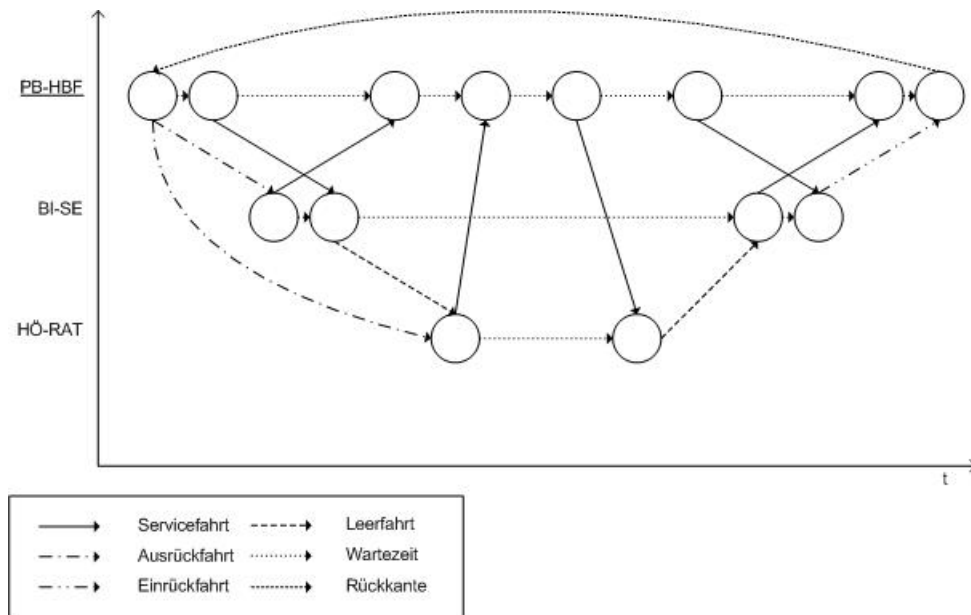 PB-HBF
BI-SE
HÖ-RAT
t
Servicefahrt
Leerfahrt
Ausrückfahrt
Wartezeit
Einrückfahrt
Rückkante